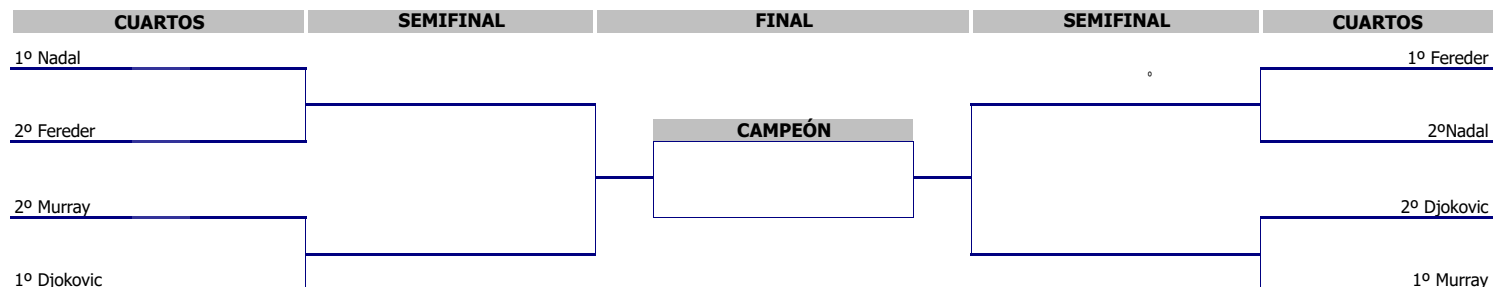 CUARTOS SEMIFINAL FINAL SEMIFINAL CUARTOS
1º Nadal 1º Fereder
º
2º Fereder CAMPEÓN 2ºNadal
2º Murray 2º Djokovic
1º Djokovic 1º Murray